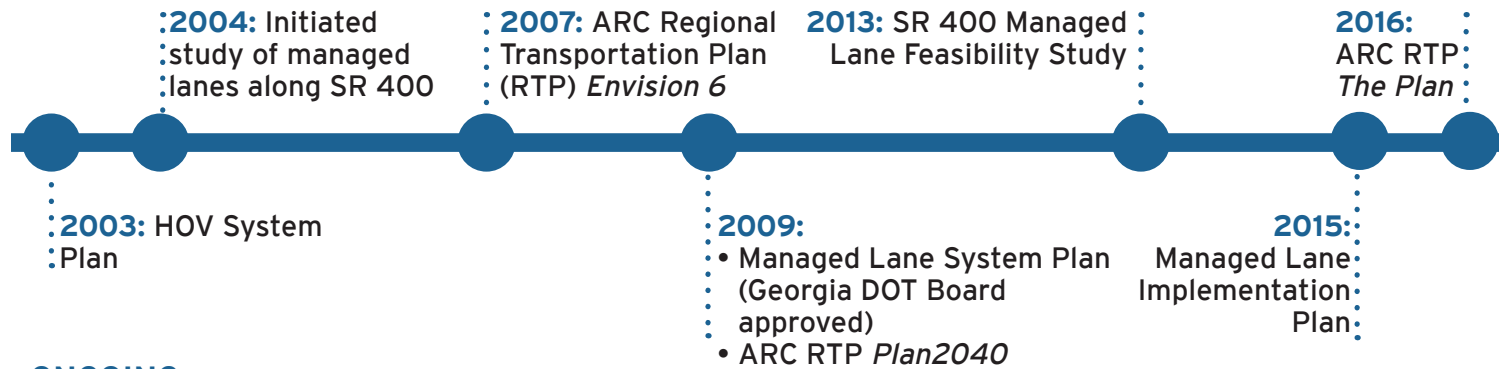 2004: Initiated
study of managed
lanes along SR 400
2007: ARC Regional
Transportation Plan
(RTP) Envision 6
2013: SR 400 Managed
Lane Feasibility Study
2016:
ARC RTP
The Plan
2003: HOV System
Plan
2009:
• Managed Lane System Plan
(Georgia DOT Board
approved)
• ARC RTP Plan2040
2015:
Managed Lane
Implementation
Plan